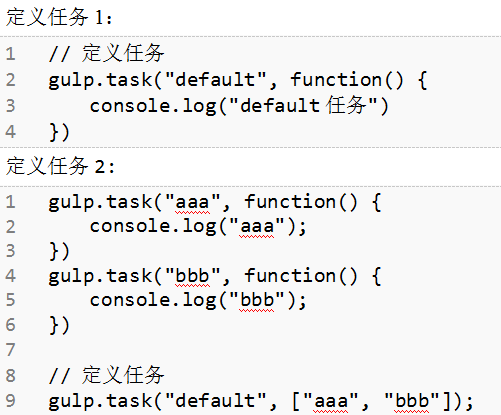 定义任务 1：
1 // 定义任务
2 gulp.task("default", function() {
3 console.log("default 任务")
4 })
定义任务 2：
1 gulp.task("aaa", function() {
2 console.log("aaa");
3 })
4 gulp.task("bbb", function() {
5 console.log("bbb");
6 })
7
8 // 定义任务
9 gulp.task("default", ["aaa", "bbb"]);